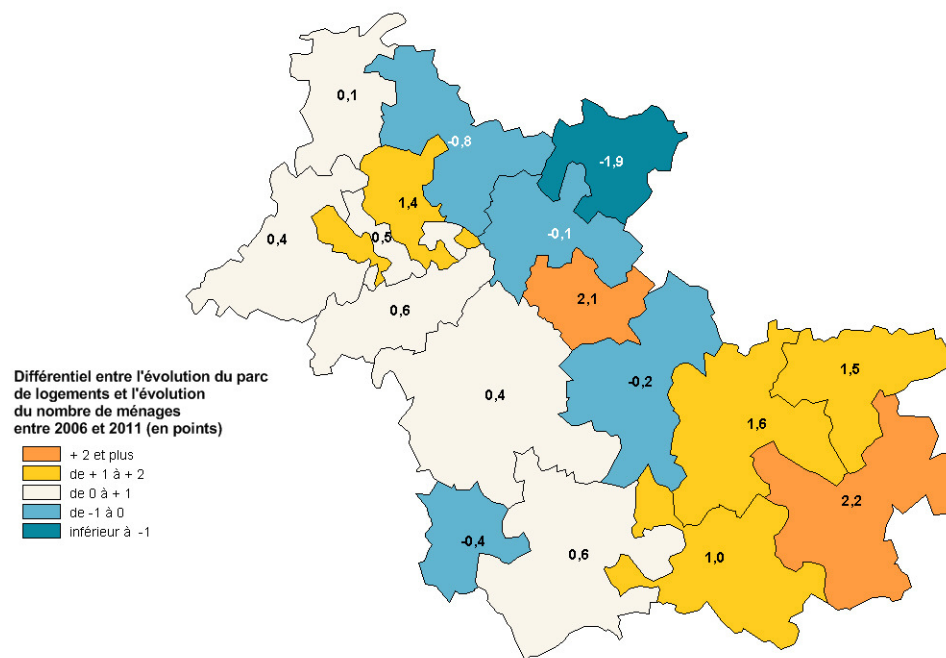 0,1
-0,8
-1,9
1,4
0,4
0,5
-0,1
2,1
0,6
Différentiel entre l'évolution du parc
de logements et l'évolution
du nombre de ménages
entre 2006 et 2011 (en points)
+ 2 et plus
de + 1 à + 2
de 0 à + 1
de -1 à 0
inférieur à -1
0,4
-0,2
1,5
1,6
2,2
-0,4
0,6
1,0